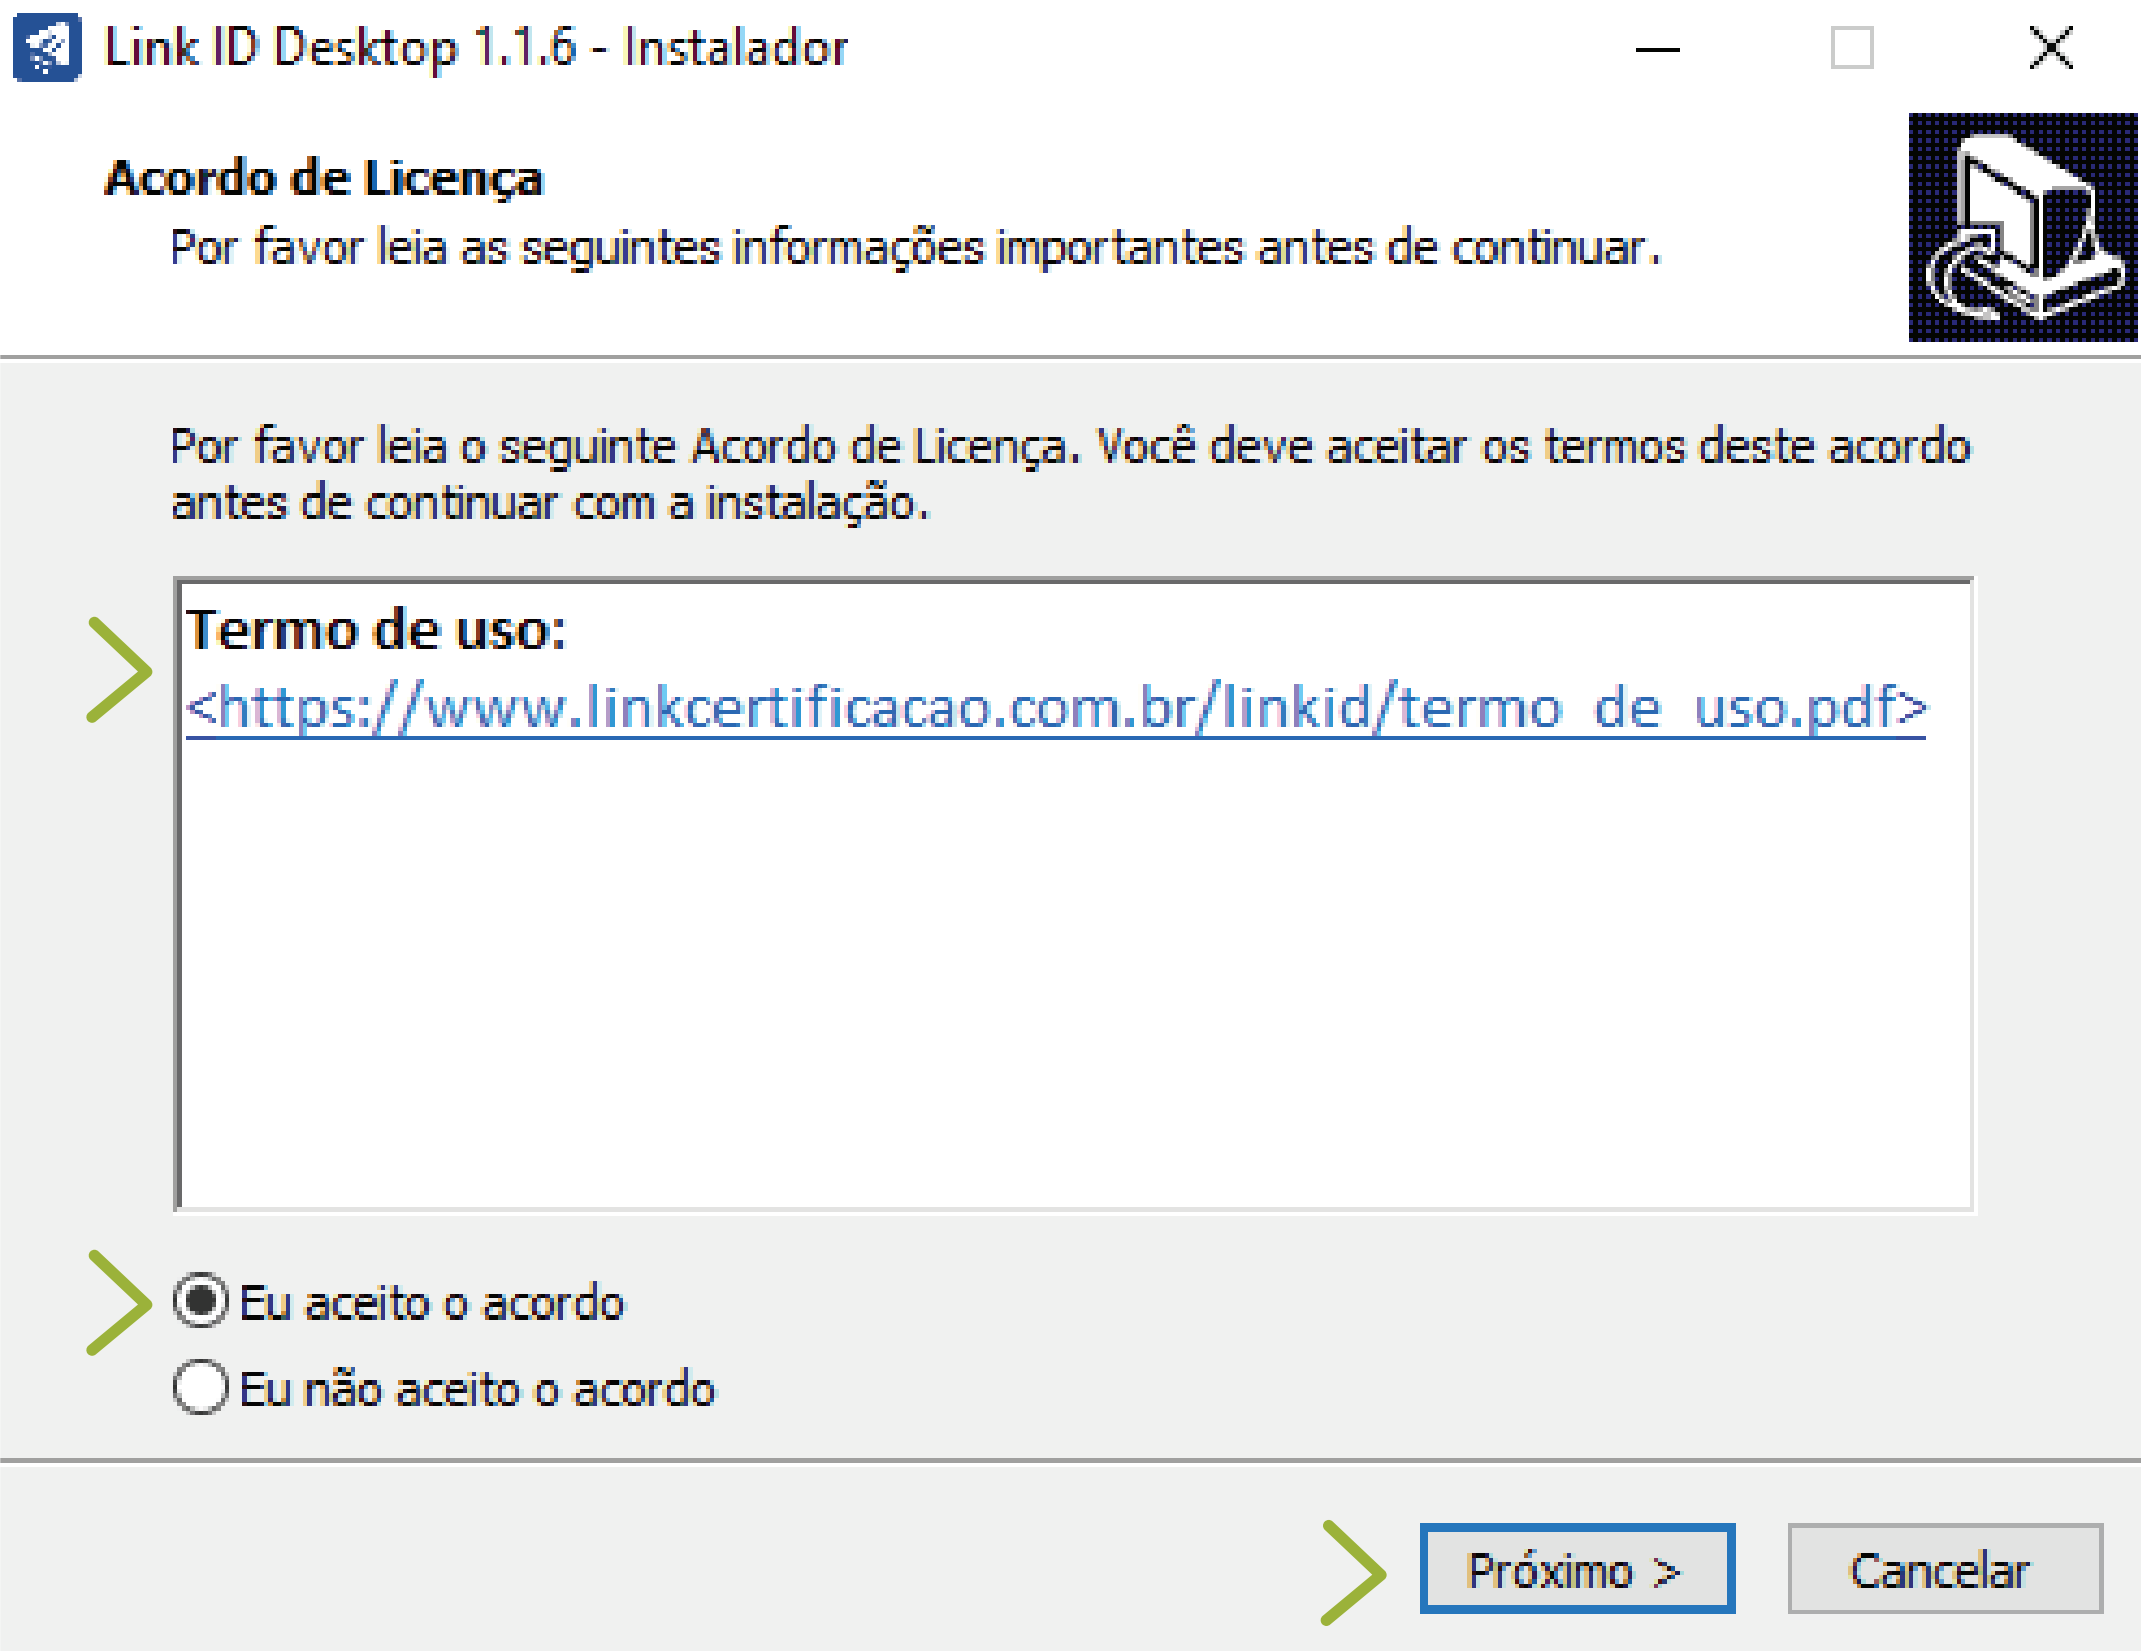 Link ID Desktop 1.1.6 - Instalador
Acordo de Licença
Por favor leia as seguintes informações importantes antes de continuar.
Por favor leia o seguinte Acordo de Licença. Você deve aceitar os termos deste acordo
antes de continuar com a instalação.
Termo de uso:
<https://www.linkcertificacao.com.br/linkid/termo_de_uso.pdf>
Eu aceito o acordo
Eu não aceito o acordo
Próximo >
Cancelar